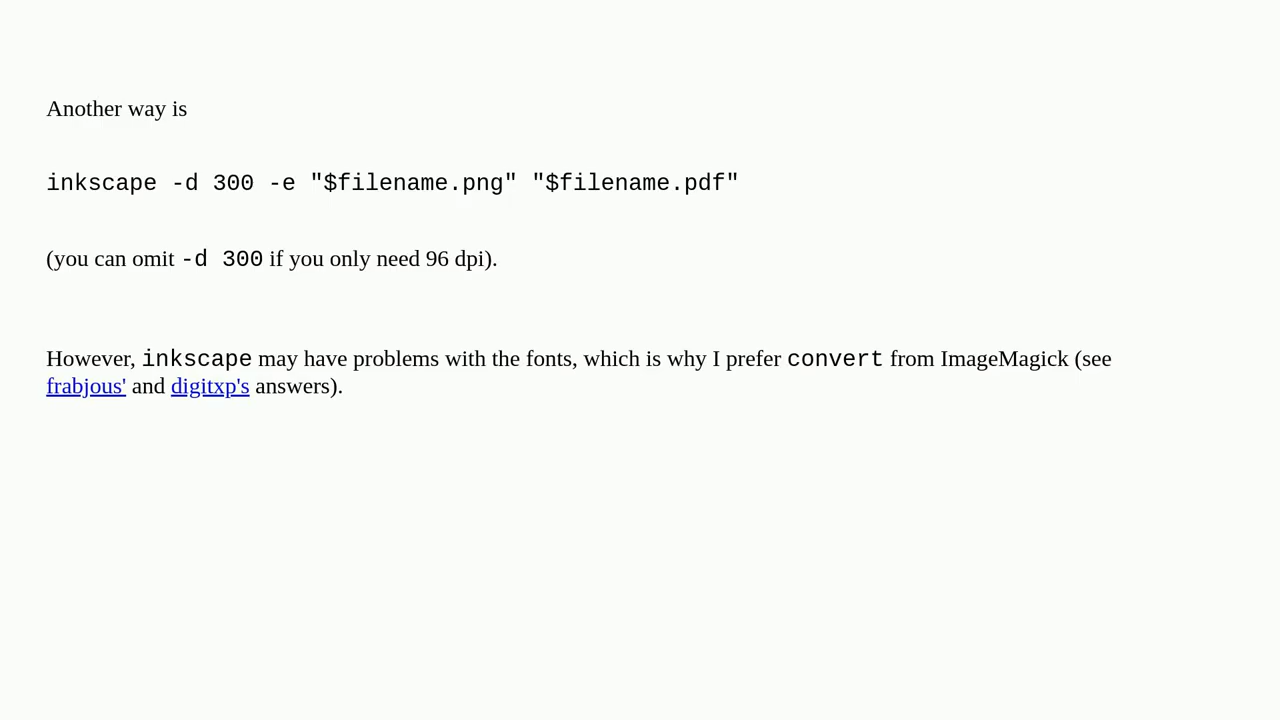 Another way is
inkscape -d 300 -e "$filename.png" "$filename.pdf"
(you can omit -d 300 if you only need 96 dpi).
However, inkscape may have problems with the fonts, which is why I prefer convert from ImageMagick (see
frabjous' and digitxp's answers).